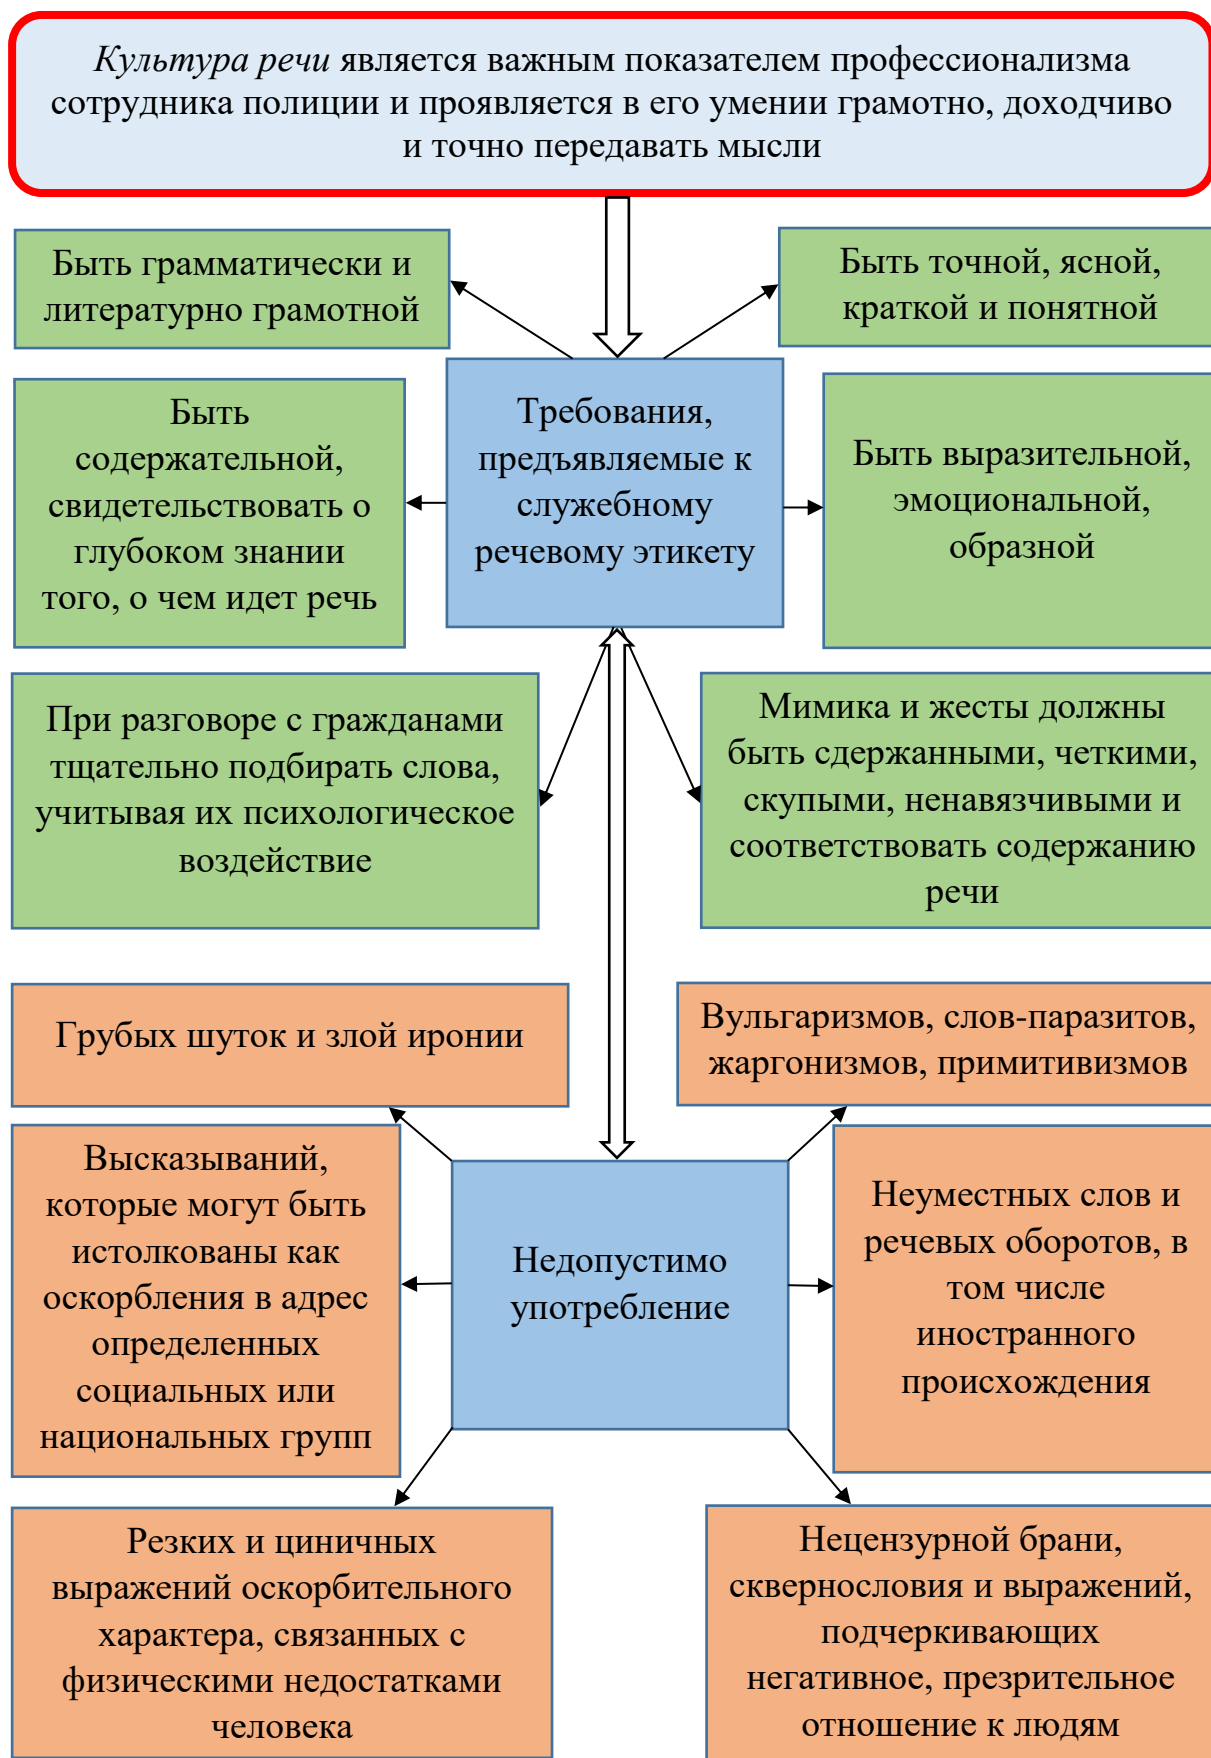 Культура речи является важным показателем профессионализма
сотрудника полиции и проявляется в его умении грамотно, доходчиво
и точно передавать мысли
Быть грамматически и
литературно грамотной
Быть точной, ясной,
краткой и понятной
Быть
содержательной,
свидетельствовать о
глубоком знании
того, о чем идет речь
Требования,
предъявляемые к
служебному
речевому этикету
Быть выразительной,
эмоциональной,
образной
При разговоре с гражданами
тщательно подбирать слова,
учитывая их психологическое
воздействие
Мимика и жесты должны
быть сдержанными, четкими,
скупыми, ненавязчивыми и
соответствовать содержанию
речи
Грубых шуток и злой иронии
Вульгаризмов, слов-паразитов,
жаргонизмов, примитивизмов
Высказываний,
которые могут быть
истолкованы как
оскорбления в адрес
определенных
социальных или
национальных групп
Недопустимо
употребление
Неуместных слов и
речевых оборотов, в
том числе
иностранного
происхождения
Резких и циничных
выражений оскорбительного
характера, связанных с
физическими недостатками
человека
Нецензурной брани,
сквернословия и выражений,
подчеркивающих
негативное, презрительное
отношение к людям